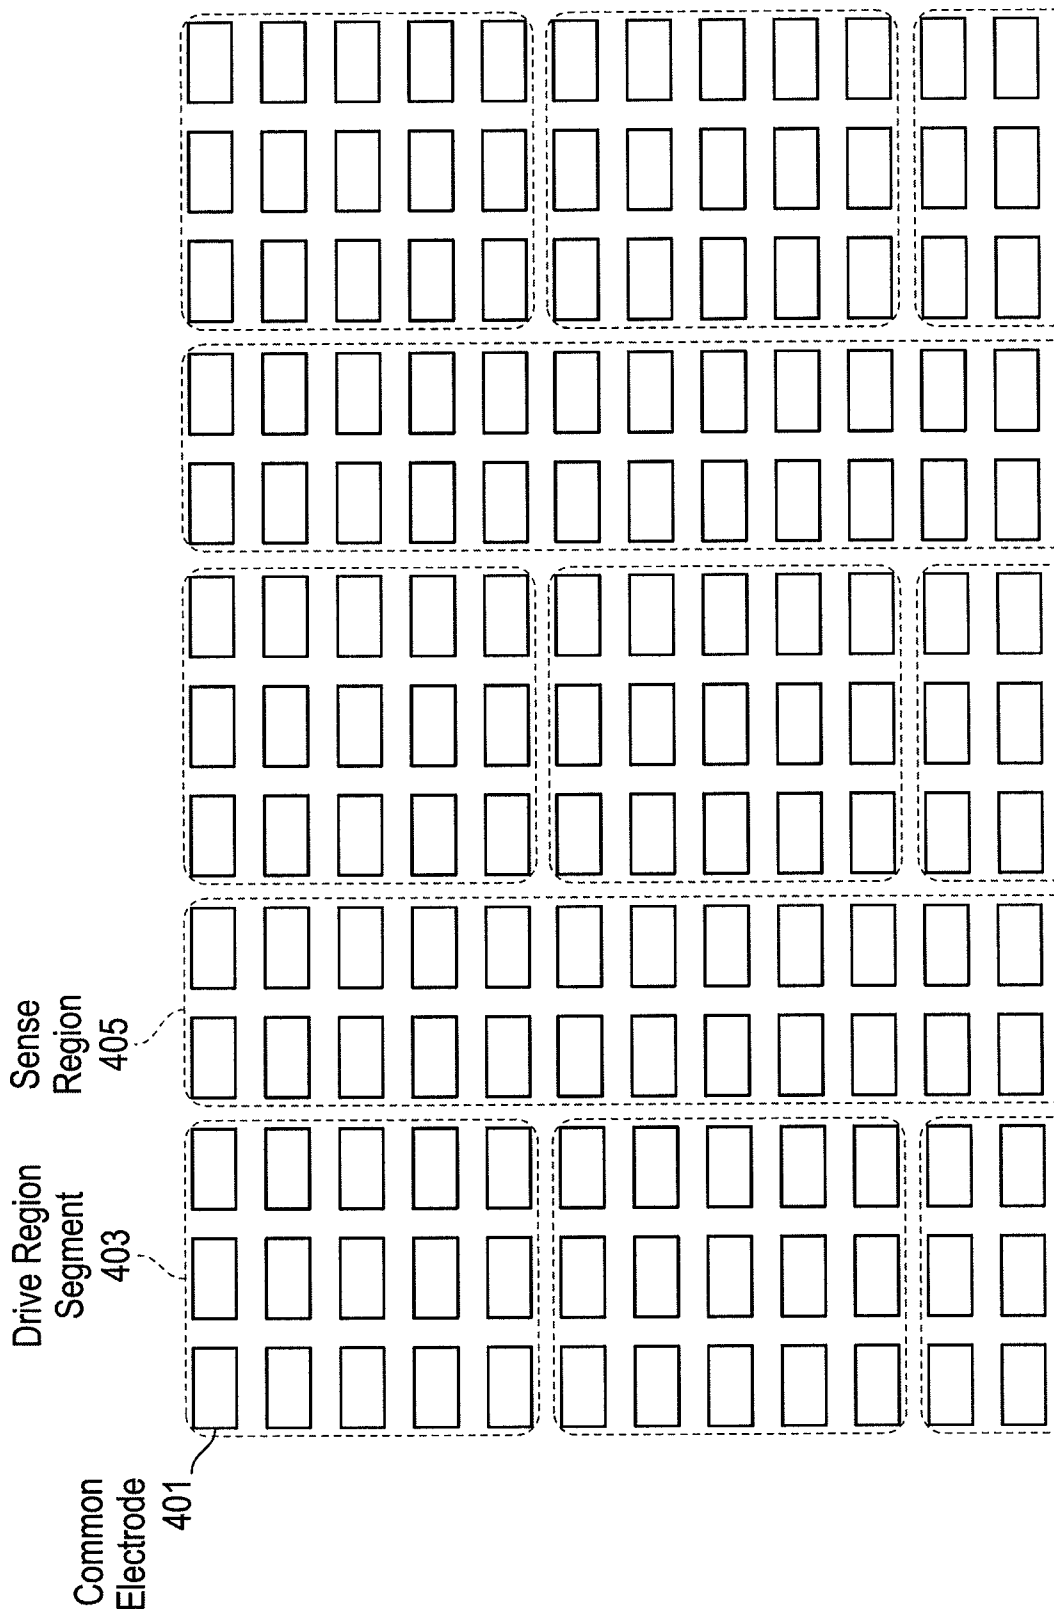 Common
Electrode
401
Drive Region
Segment
403
Sense
Region
405